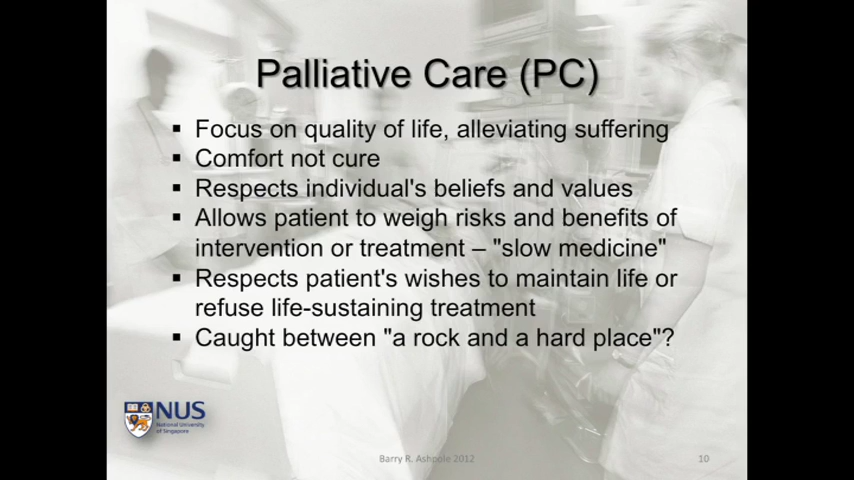 Palliative Care (PC)
▪ Focus on quality of life, alleviating suffering
▪ Comfort not cure
▪ Respects individual's beliefs and values
▪ Allows patient to weigh risks and benefits of
intervention or treatment – "slow medicine"
▪ Respects patient's wishes to maintain life or
refuse life-sustaining treatment
▪ Caught between "a rock and a hard place"?
NUS
National University
of Singapore
Barry R. Ashpole 2012
10